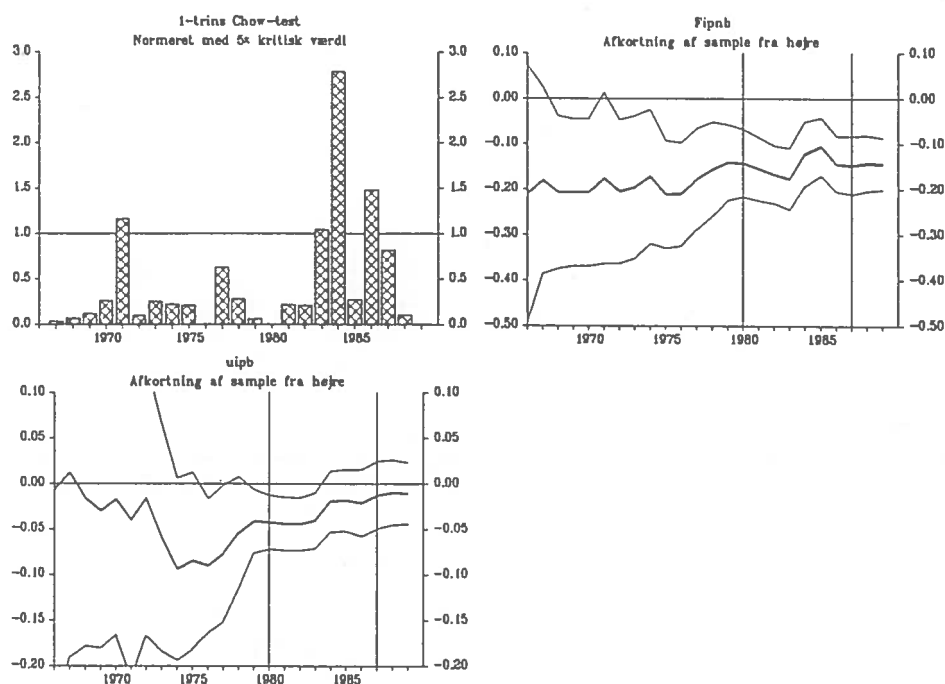 1-trins Chow-test
Normeret med 5% kritisk værdi
3.0 3.0
2.5 2.5
2.0 2.0
1.5 1.5
1.0 1.0
0.5 0.5
0.0 0.0
1970 1975 1980 1985
Fipnb
Afkortning af sample fra højre
0.10 0.10
0.00 0.00
-0.10 -0.10
-0.20 -0.20
-0.30 -0.30
-0.40 -0.40
-0.50 -0.50
1970 1975 1980 1985
uipb
Afkortning af sample fra højre
0.10 0.10
0.05 0.05
0.00 0.00
-0.05 -0.05
-0.10 -0.10
-0.15 -0.15
-0.20 -0.20
1970 1975 1980 1985